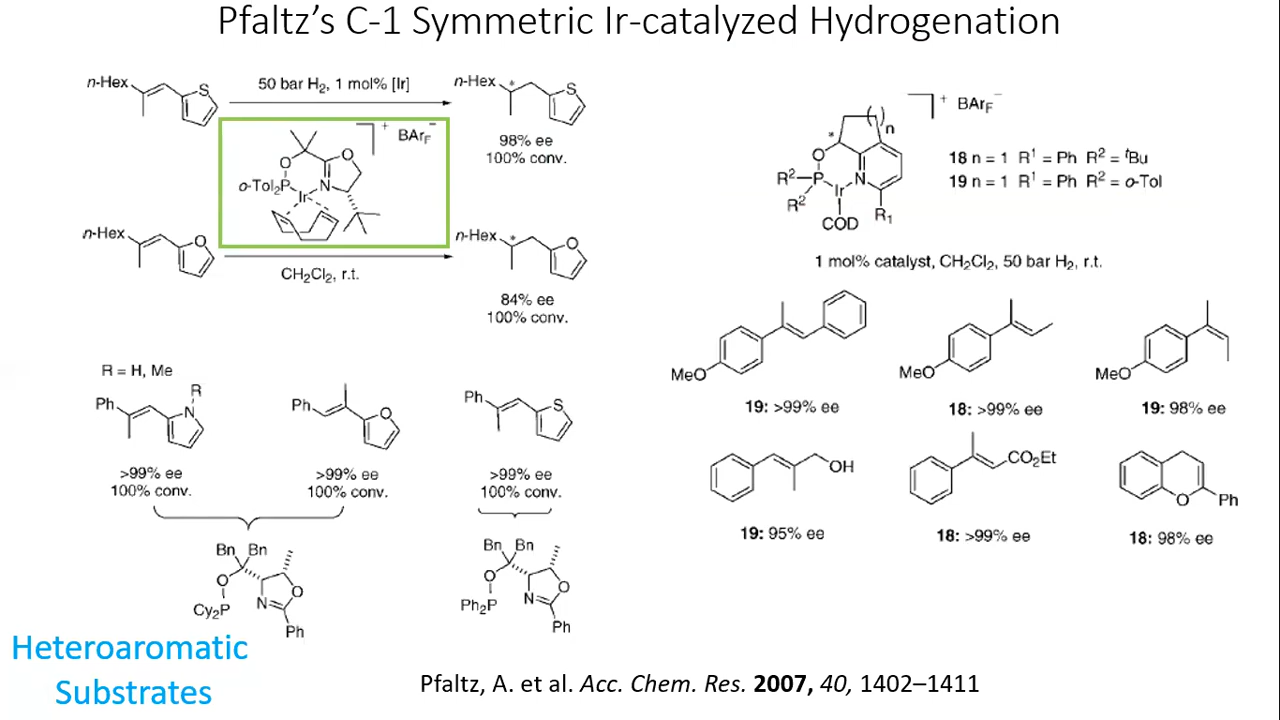 Pfaltz's C-1 Symmetric Ir-catalyzed Hydrogenation
n-Hex
S
50 bar H₂, 1 mol% [Ir]
n-Hex
*
S
98% ee
100% conv.
+
BArF−
O
O
o-Tol₂P
N
Ir
n-Hex
O
CH₂Cl₂, r.t.
n-Hex
*
O
84% ee
100% conv.
R = H, Me
Ph
R
N
>99% ee
100% conv.
Ph
O
>99% ee
100% conv.
Ph
S
>99% ee
100% conv.
Bn Bn
O
Cy₂P
N
O
Ph
Bn Bn
O
Ph₂P
N
O
Ph
Heteroaromatic
Substrates
+
BArF−
*
( )n
O
R²
P
N
R²
Ir
R₁
COD
18 n = 1 R¹ = Ph R² = ᵗBu
19 n = 1 R¹ = Ph R² = o-Tol
1 mol% catalyst, CH₂Cl₂, 50 bar H₂, r.t.
MeO
19: >99% ee
MeO
18: >99% ee
MeO
19: 98% ee
OH
19: 95% ee
CO₂Et
18: >99% ee
O
Ph
18: 98% ee
Pfaltz, A. et al. Acc. Chem. Res. 2007, 40, 1402–1411